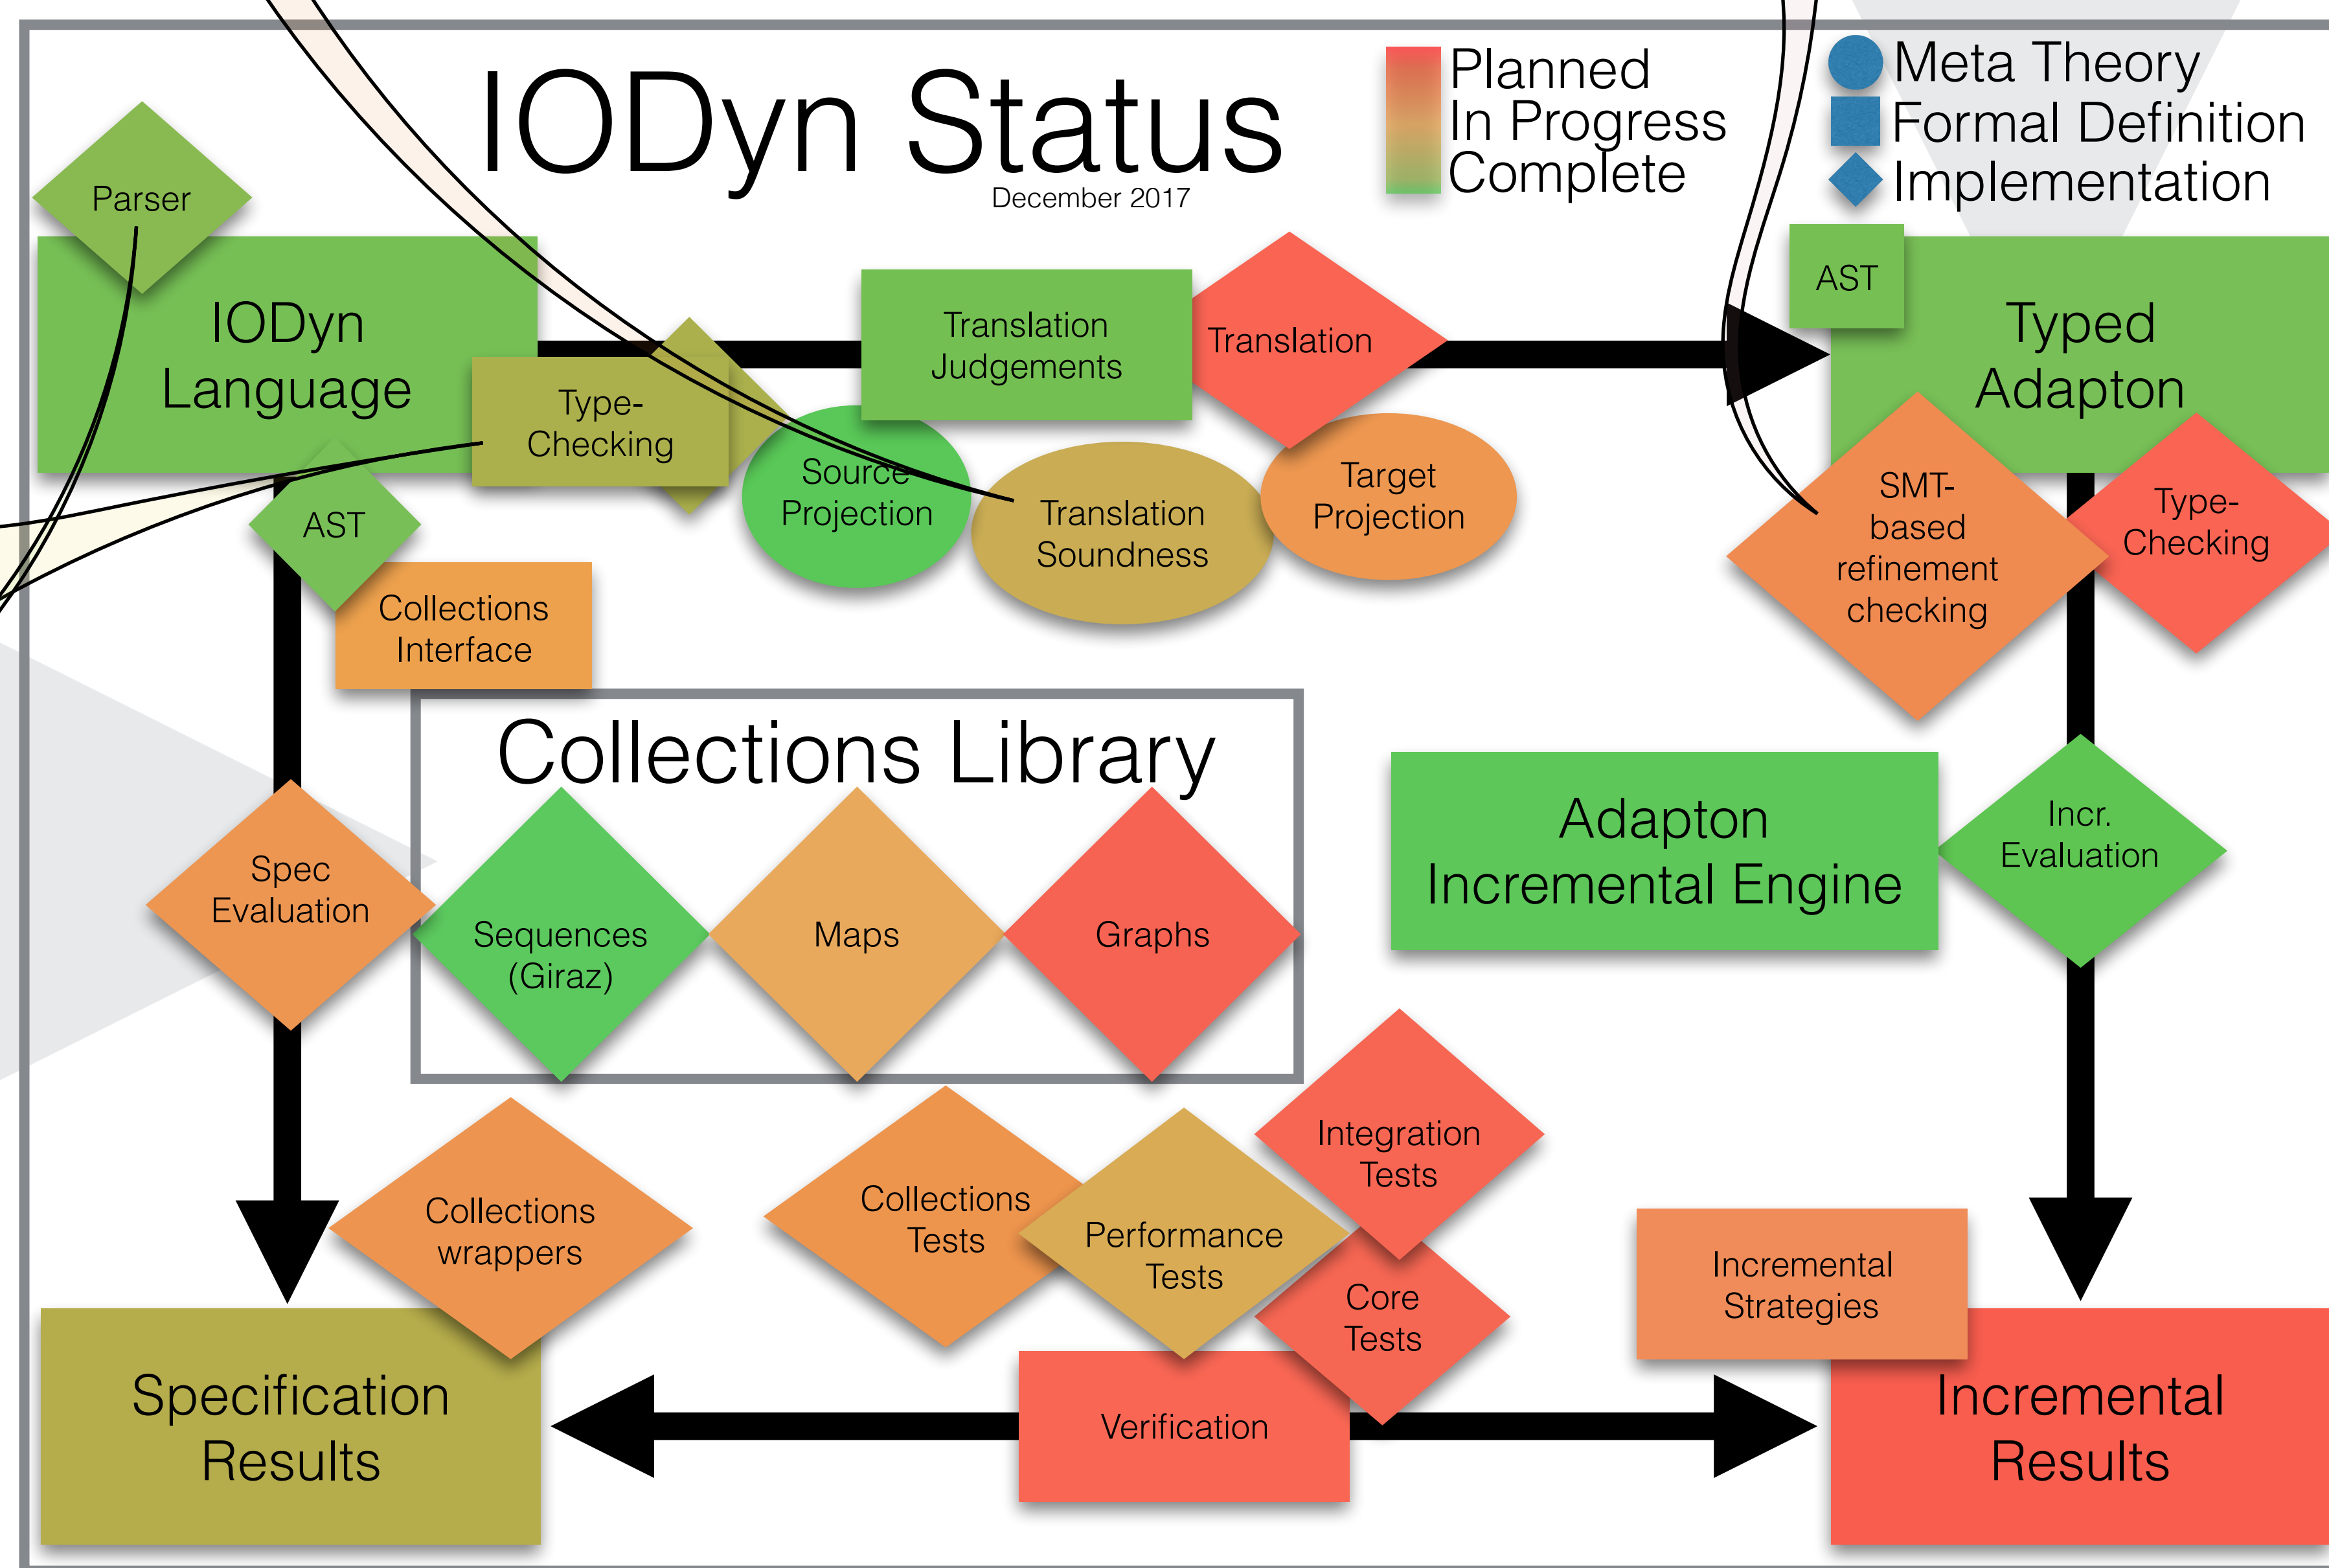 IODyn Status
December 2017
Planned
In Progress
Complete
Meta Theory
Formal Definition
Implementation
Parser
IODyn
Language
Type-
Checking
AST
Collections
Interface
Translation
Judgements
Translation
Source
Projection
Translation
Soundness
Target
Projection
AST
Typed
Adapton
SMT-
based
refinement
checking
Type-
Checking
Collections Library
Sequences
(Giraz)
Maps
Graphs
Spec
Evaluation
Adapton
Incremental Engine
Incr.
Evaluation
Collections
wrappers
Collections
Tests
Performance
Tests
Integration
Tests
Core
Tests
Incremental
Strategies
Specification
Results
Verification
Incremental
Results